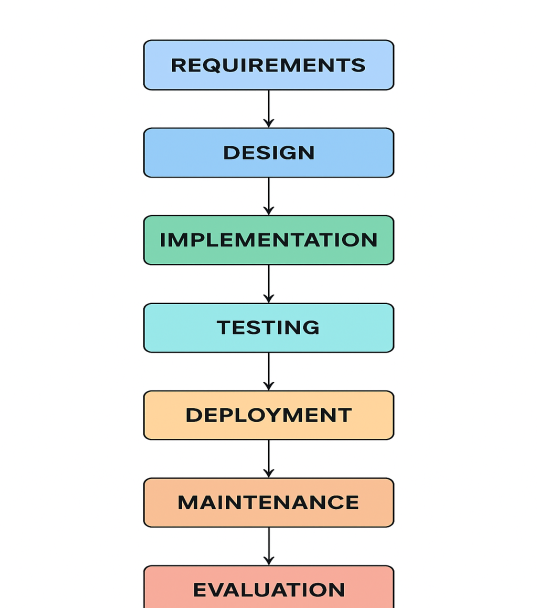 REQUIREMENTS
DESIGN
IMPLEMENTATION
TESTING
DEPLOYMENT
MAINTENANCE
EVALUATION